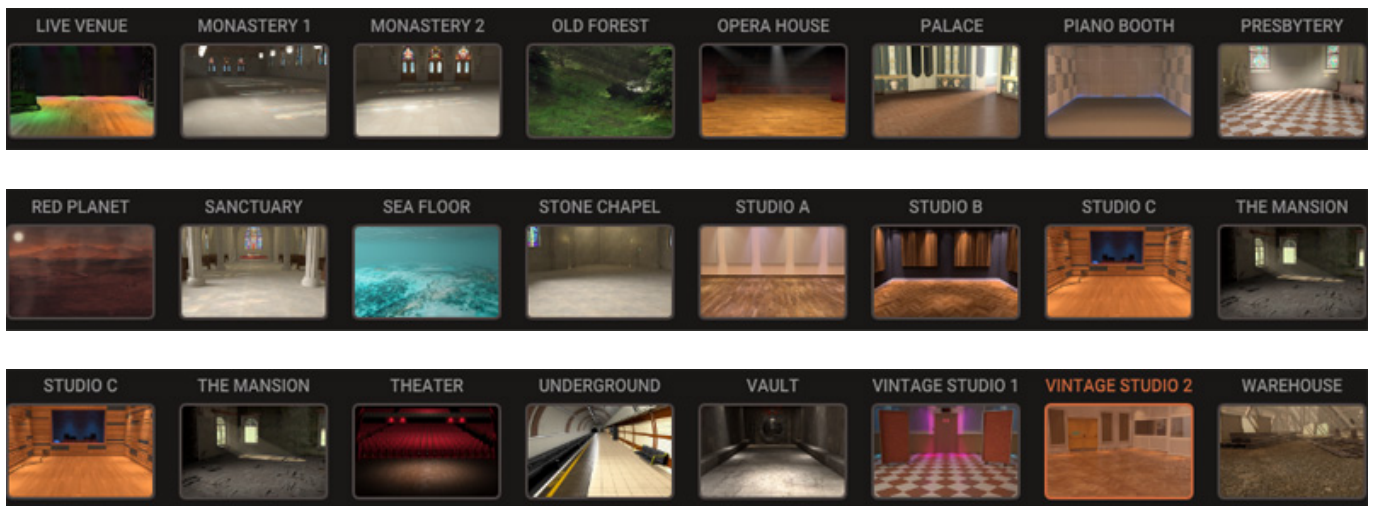 LIVE VENUE MONASTERY 1 MONASTERY 2 OLD FOREST OPERA HOUSE PALACE PIANO BOOTH PRESBYTERY
RED PLANET SANCTUARY SEA FLOOR STONE CHAPEL STUDIO A STUDIO B STUDIO C THE MANSION
STUDIO C THE MANSION THEATER UNDERGROUND VAULT VINTAGE STUDIO 1 VINTAGE STUDIO 2 WAREHOUSE